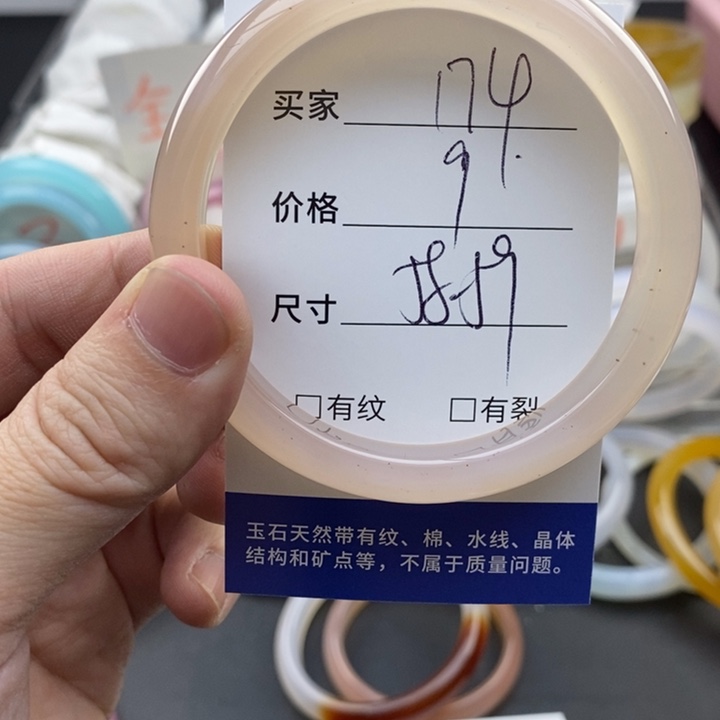 买家 174
价格 9.
尺寸
□有纹 □有裂
玉石天然带有纹、棉、水线、晶体
结构和矿点等，不属于质量问题。